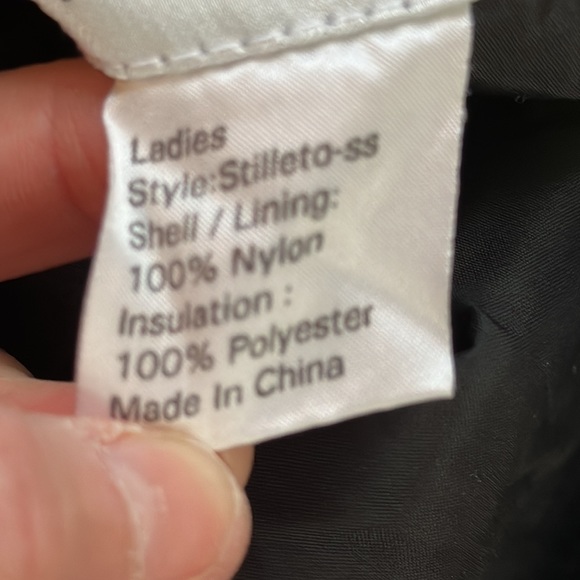 Ladies
Style:Stilleto-ss
Shell / Lining:
100% Nylon
Insulation :
100% Polyester
Made In China